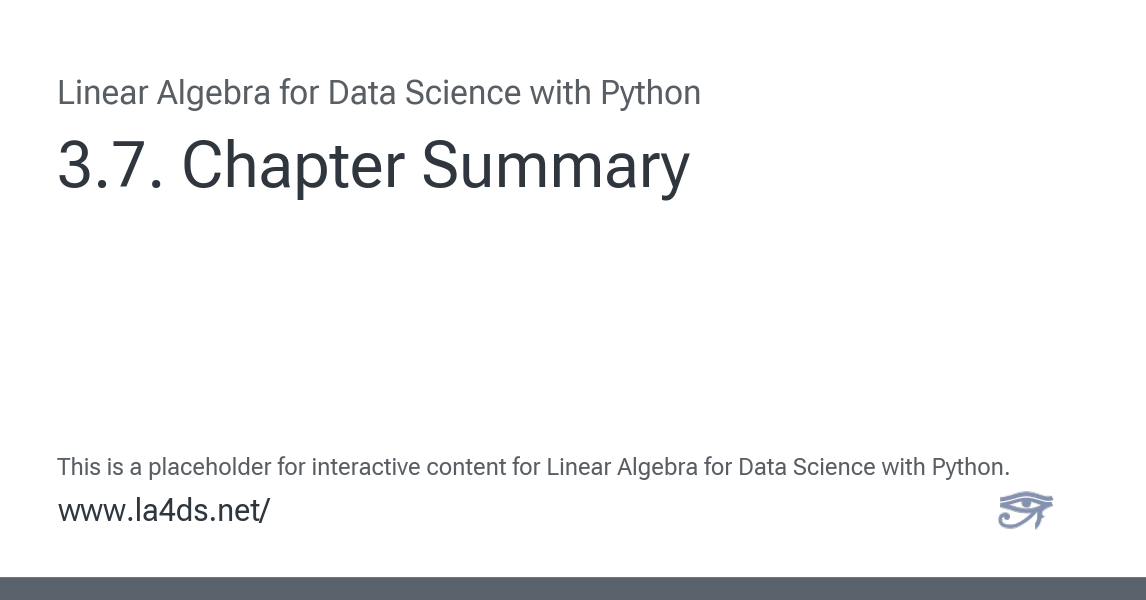 Linear Algebra for Data Science with Python
3.7. Chapter Summary
This is a placeholder for interactive content for Linear Algebra for Data Science with Python.
www.la4ds.net/